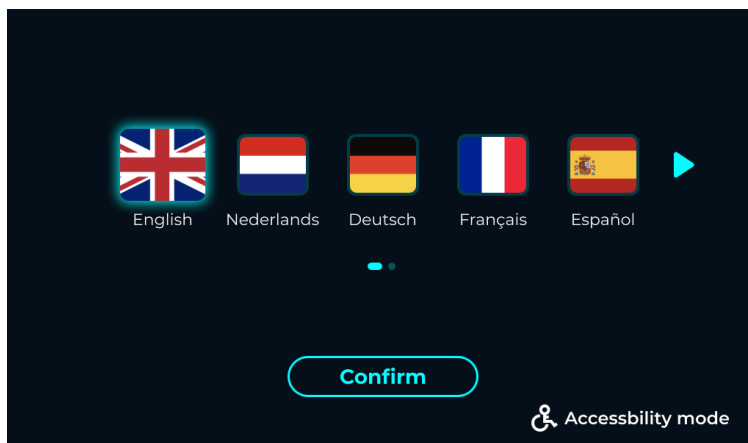 English Nederlands Deutsch Français Español
Confirm
Accessbility mode